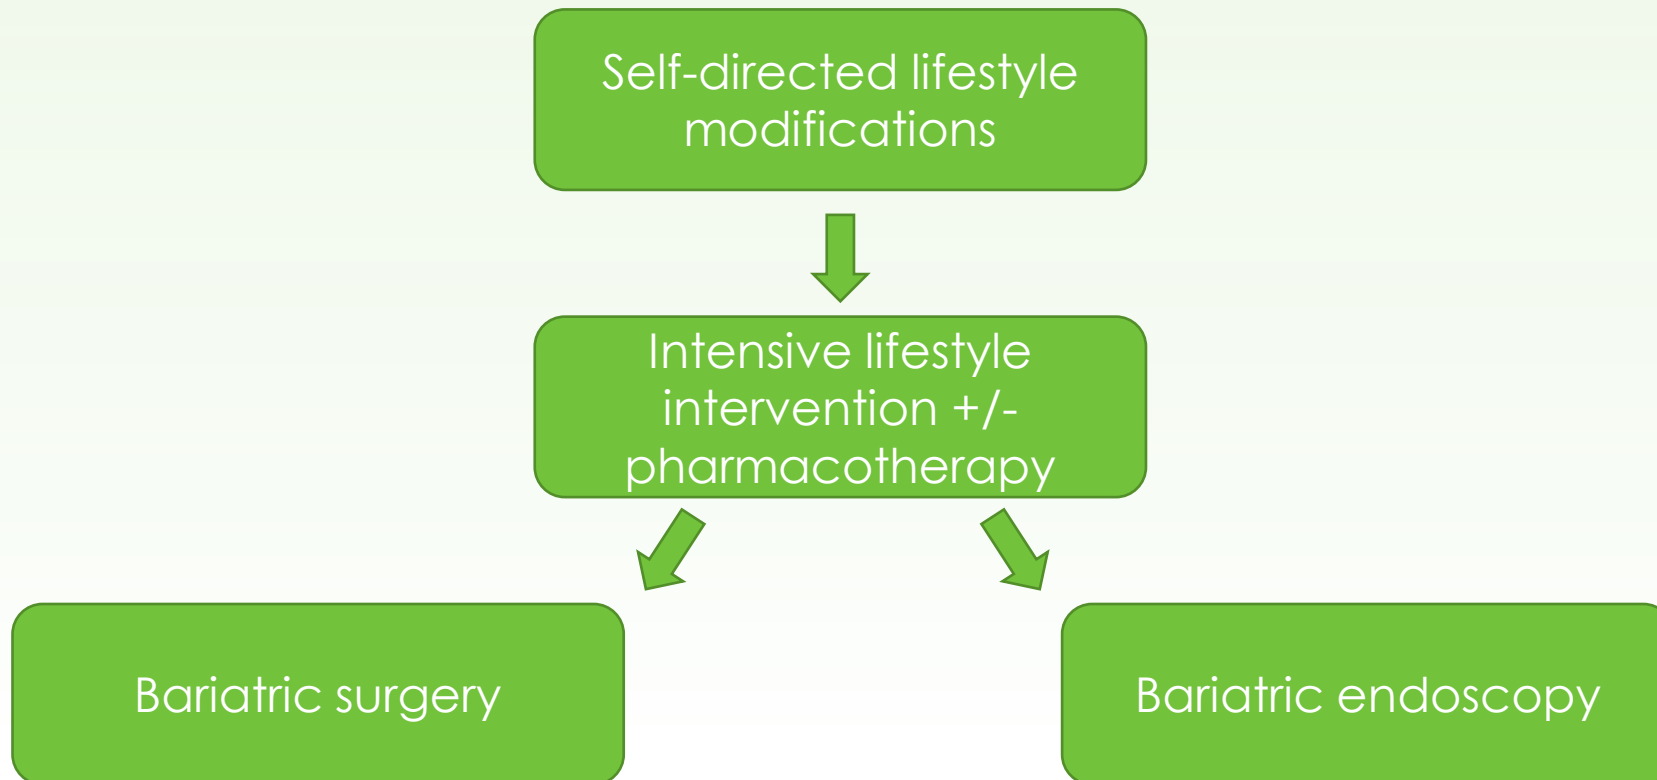 Self-directed lifestyle
modifications
Intensive lifestyle
intervention +/-
pharmacotherapy
Bariatric surgery
Bariatric endoscopy